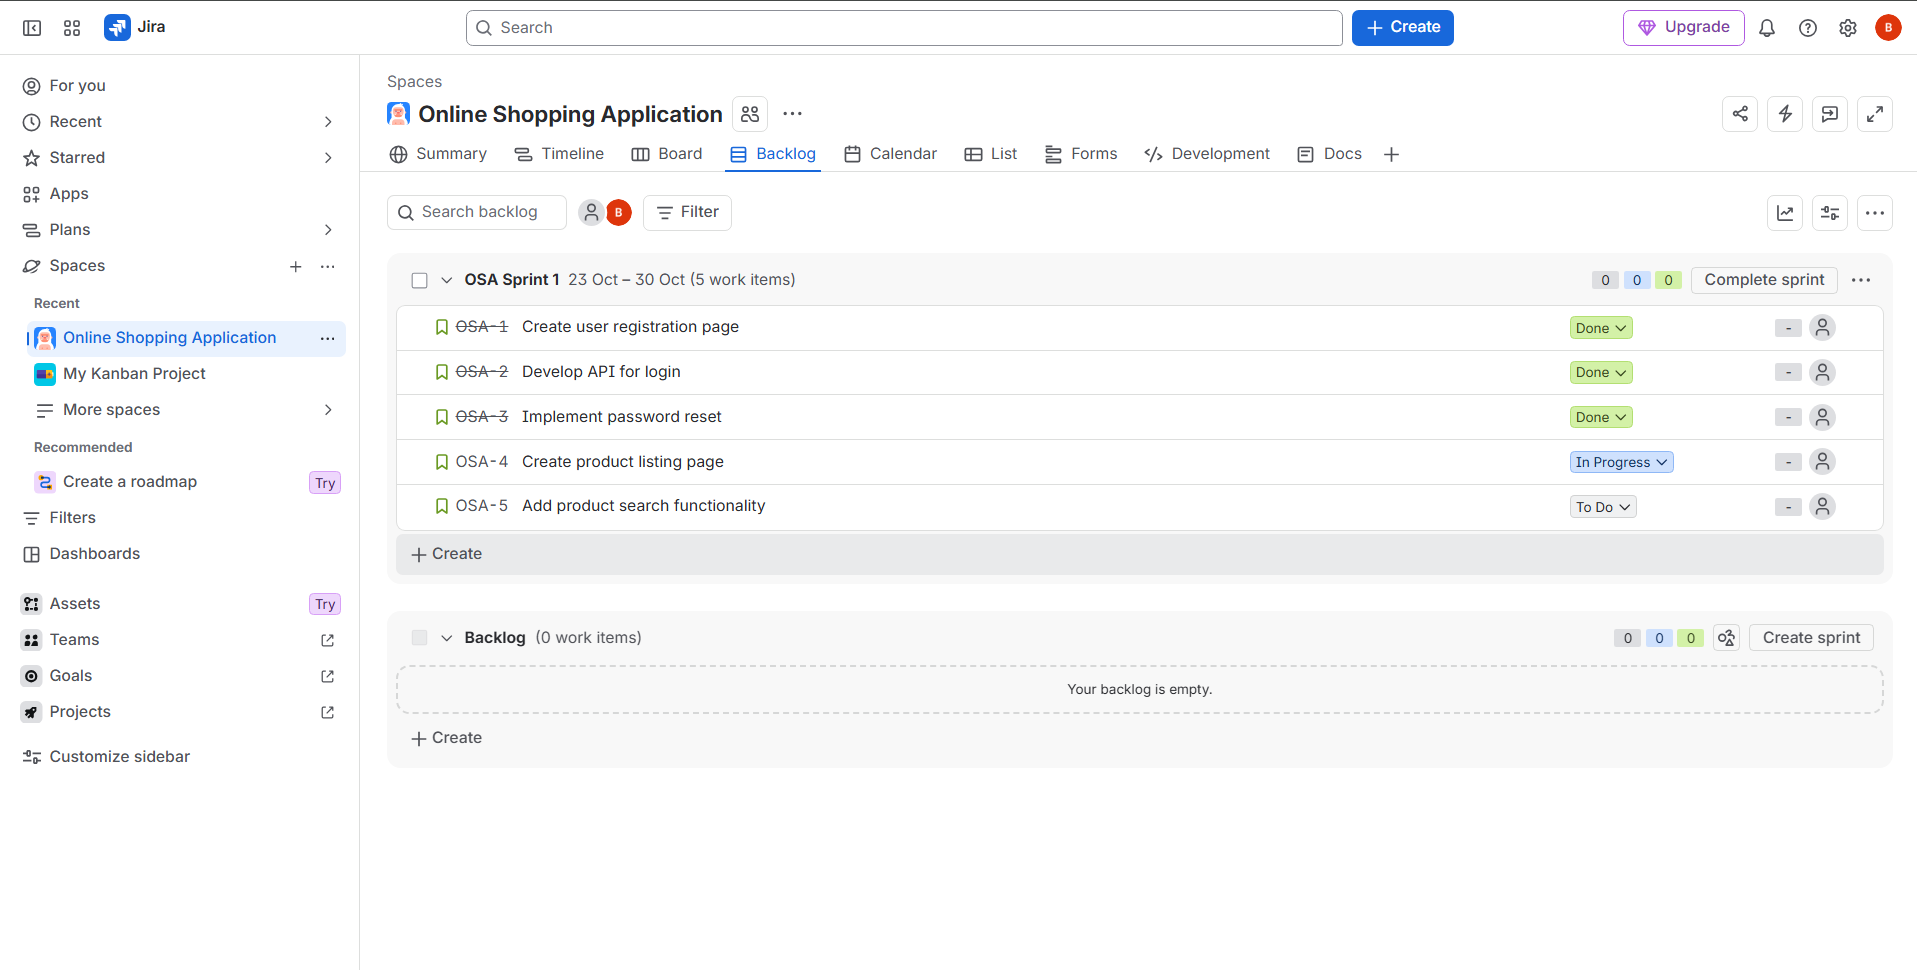 Jira
Search
Create
Upgrade
B
For you
Recent
Starred
Apps
Plans
Spaces
Recent
Online Shopping Application
My Kanban Project
More spaces
Recommended
Create a roadmap
Try
Filters
Dashboards
Assets
Try
Teams
Goals
Projects
Customize sidebar
Spaces
Online Shopping Application
Summary
Timeline
Board
Backlog
Calendar
List
Forms
Development
Docs
Search backlog
B
Filter
OSA Sprint 1 23 Oct – 30 Oct (5 work items)
0 0 0
Complete sprint
OSA-1 Create user registration page
Done
-
OSA-2 Develop API for login
Done
-
OSA-3 Implement password reset
Done
-
OSA-4 Create product listing page
In Progress
-
OSA-5 Add product search functionality
To Do
-
Create
Backlog (0 work items)
0 0 0
Create sprint
Your backlog is empty.
Create